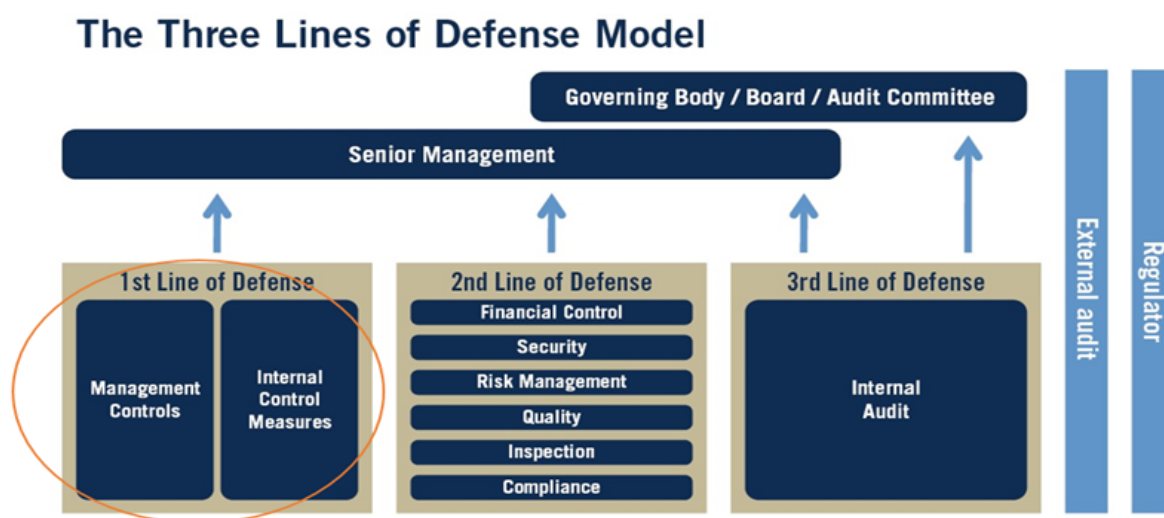 The Three Lines of Defense Model
Governing Body / Board / Audit Committee
Senior Management
1st Line of Defense
Management
Controls
Internal
Control
Measures
2nd Line of Defense
Financial Control
Security
Risk Management
Quality
Inspection
Compliance
3rd Line of Defense
Internal
Audit
External audit
Regulator